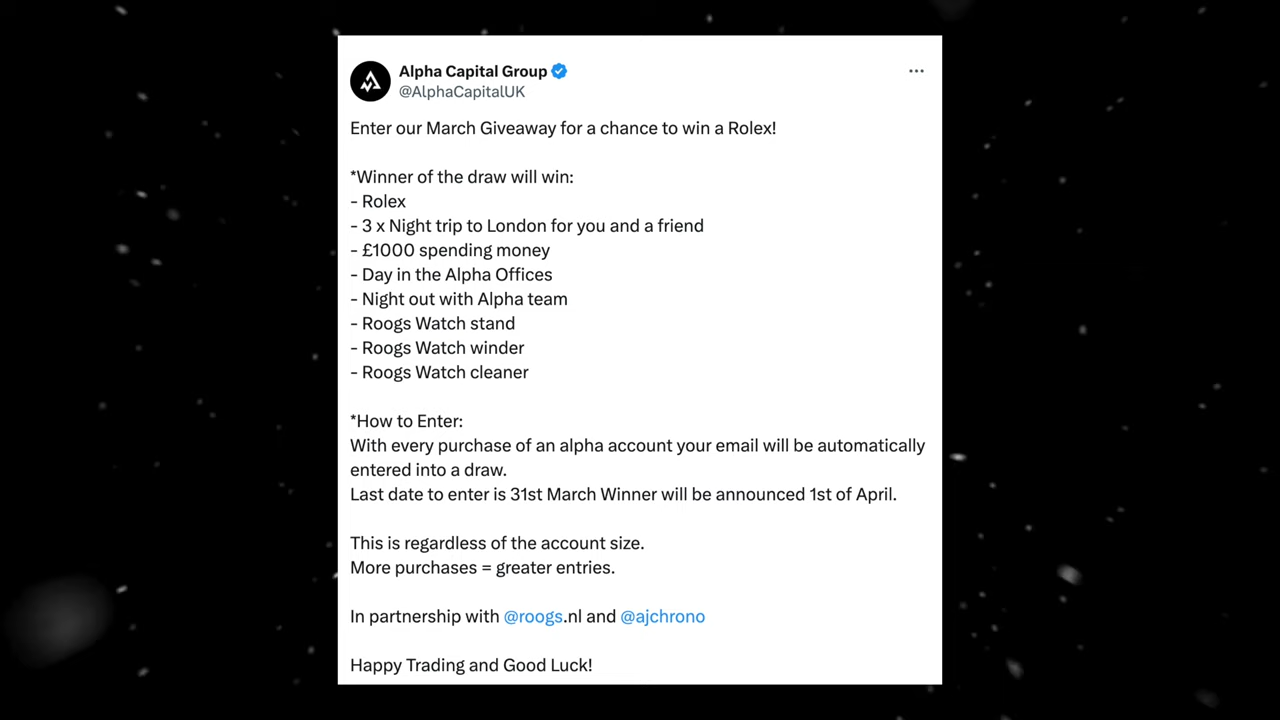 Alpha Capital Group
@AlphaCapitalUK
Enter our March Giveaway for a chance to win a Rolex!
*Winner of the draw will win:
- Rolex
- 3 x Night trip to London for you and a friend
- £1000 spending money
- Day in the Alpha Offices
- Night out with Alpha team
- Roogs Watch stand
- Roogs Watch winder
- Roogs Watch cleaner
*How to Enter:
With every purchase of an alpha account your email will be automatically
entered into a draw.
Last date to enter is 31st March Winner will be announced 1st of April.
This is regardless of the account size.
More purchases = greater entries.
In partnership with @roogs.nl and @ajchrono
Happy Trading and Good Luck!